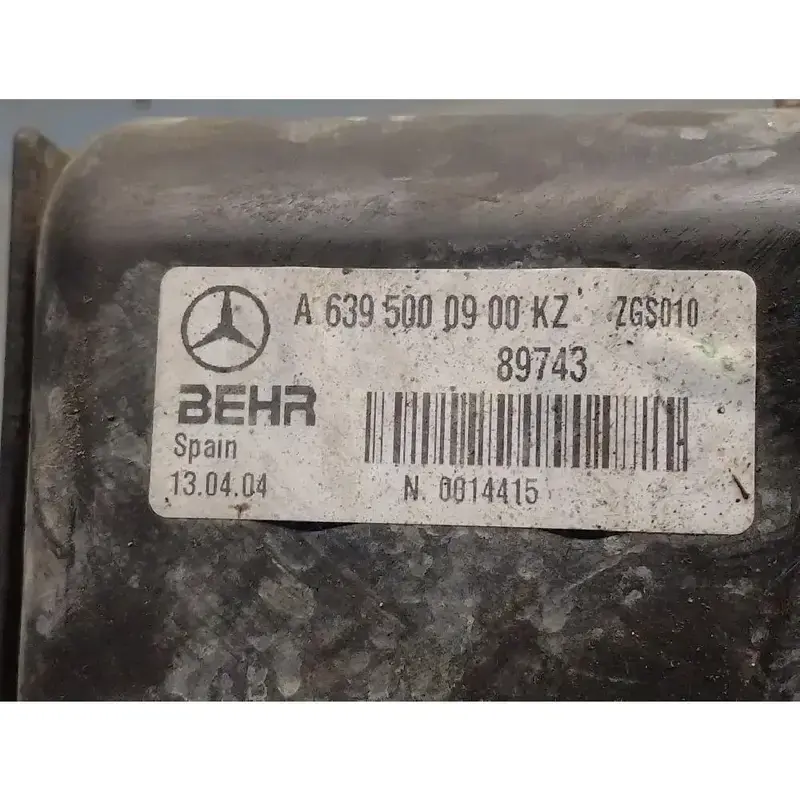 A 639 500 09 00 KZ ZGS010
89743
BEHR
Spain
13.04.04
N. 0014415